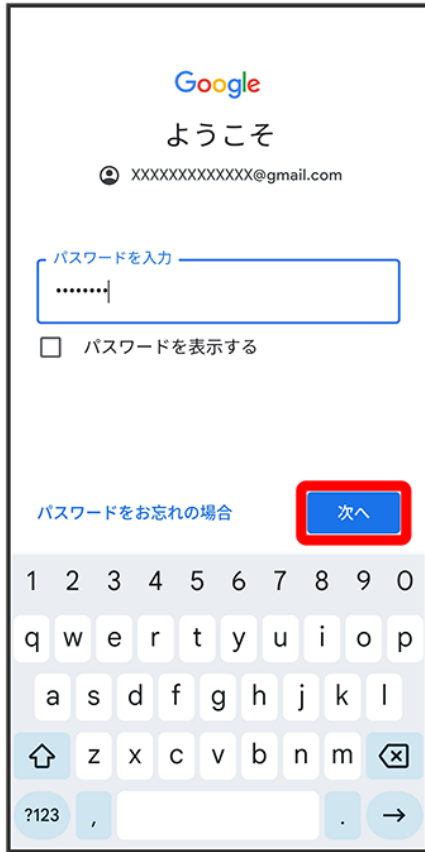 Google
ようこそ
XXXXXXXXXXXXX@gmail.com
パスワードを入力
••••••••
パスワードを表示する
パスワードをお忘れの場合 次へ
1 2 3 4 5 6 7 8 9 0
q w e r t y u i o p
a s d f g h j k l
z x c v b n m
?123 , .